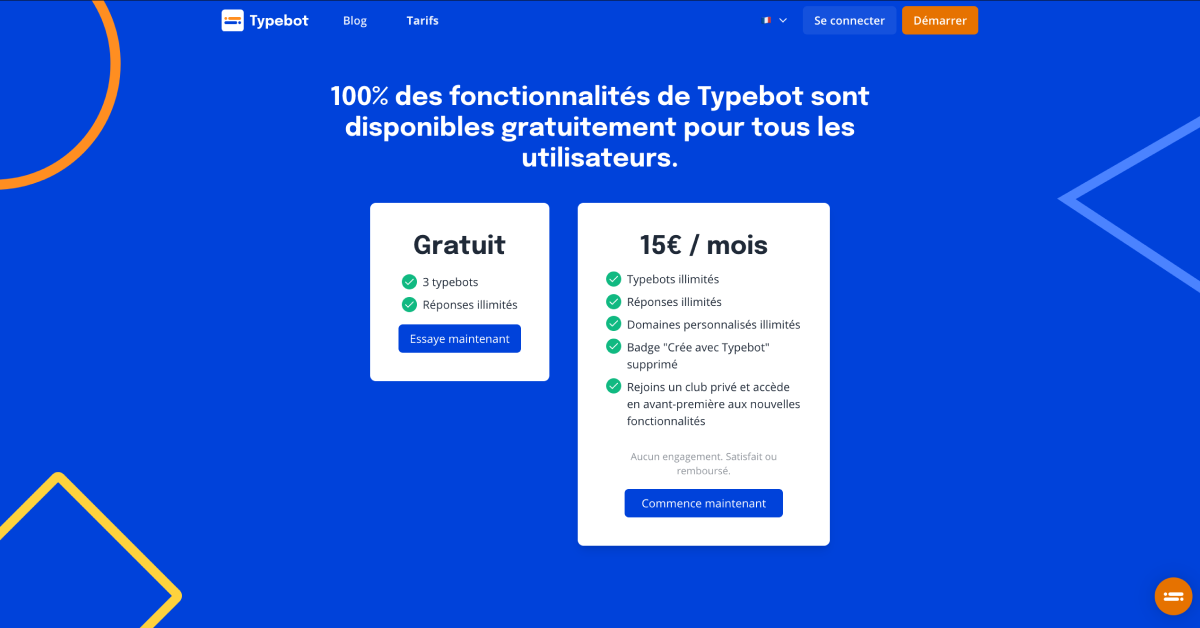 Typebot
Blog
Tarifs
Se connecter
Démarrer
100% des fonctionnalités de Typebot sont
disponibles gratuitement pour tous les
utilisateurs.
Gratuit
3 typebots
Réponses illimités
Essaye maintenant
15€ / mois
Typebots illimités
Réponses illimités
Domaines personnalisés illimités
Badge "Crée avec Typebot"
supprimé
Rejoins un club privé et accède
en avant-première aux nouvelles
fonctionnalités
Aucun engagement. Satisfait ou
remboursé.
Commence maintenant